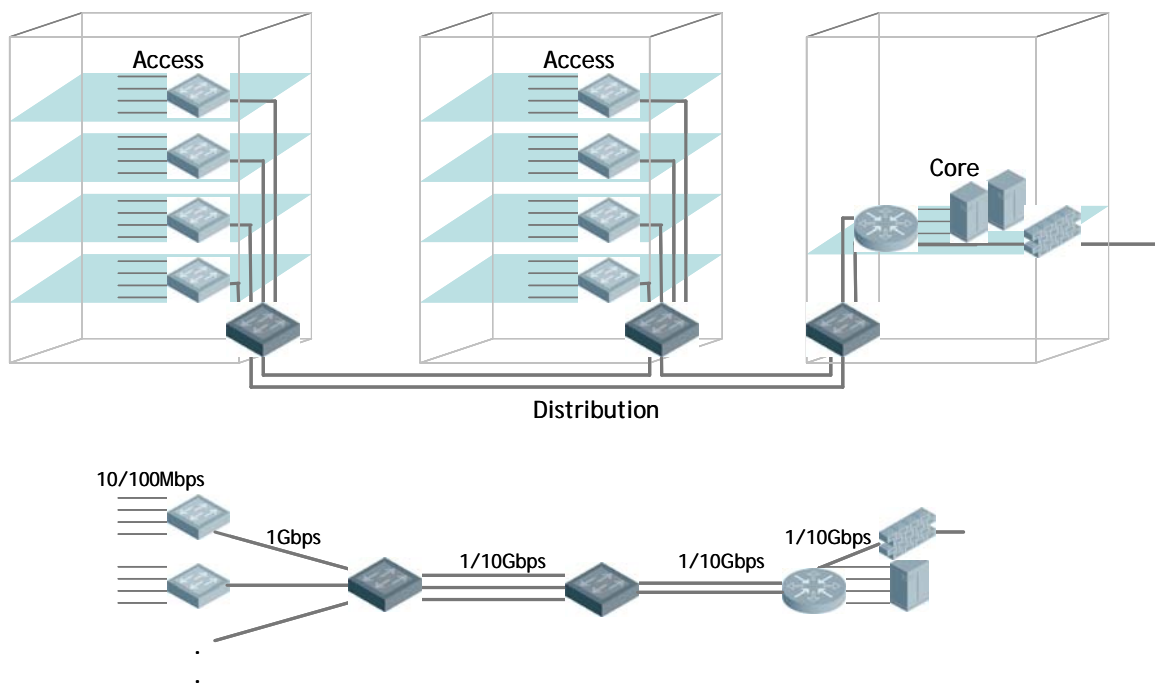 Access
Access
Core
Distribution
10/100Mbps
1Gbps
1/10Gbps
1/10Gbps
1/10Gbps
.
.